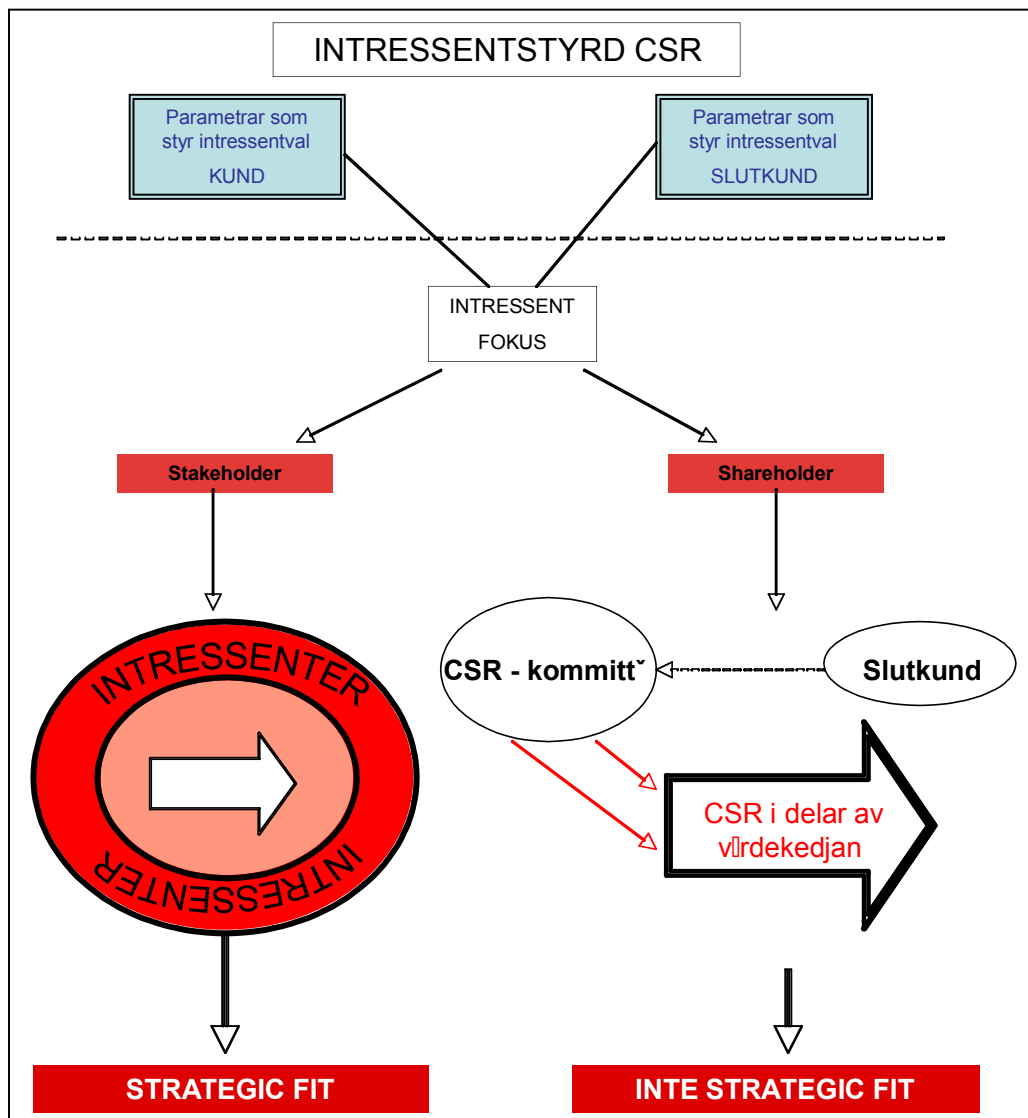 INTRESSENTSTYRD CSR
Parametrar som
styr intressentval
KUND
Parametrar som
styr intressentval
SLUTKUND
INTRESSENT
FOKUS
Stakeholder
Shareholder
INTRESSENTER
INTRESSENTER
CSR - kommittˇ
Slutkund
CSR i delar av
v▯rdekedjan
STRATEGIC FIT
INTE STRATEGIC FIT